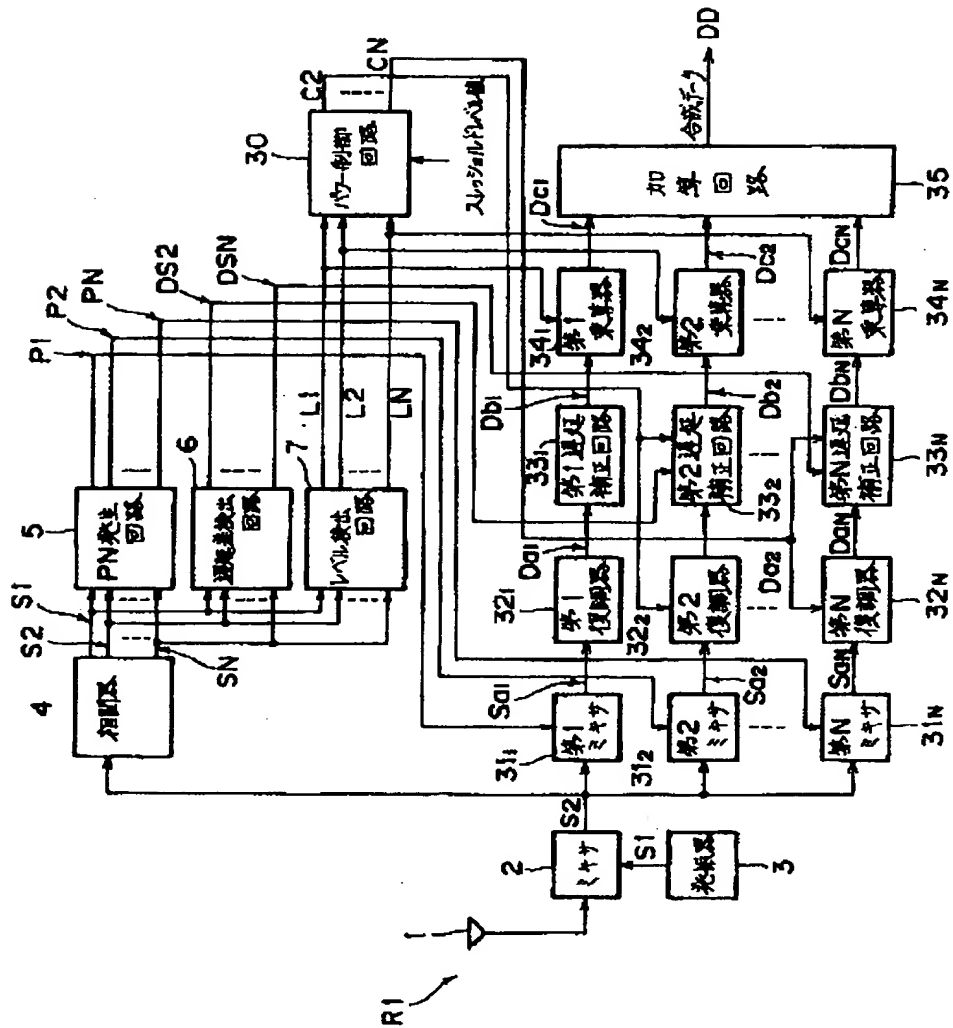 R1
1
2
ミキサ
S1
発振器
3
S2
4
相関器
S1
S2
SN
5
PN発生
回路
P1
P2
PN
6
遅延差検出
回路
DS2
DSN
7
レベル検出
回路
L1
L2
LN
30
パワー制御
回路
C2
CN
スレッショルドレベル値
31₁
第1
ミキサ
Sa1
32₁
第1
復調器
Da1
33₁
第1遅延
補正回路
Db1
34₁
第1
乗算器
Dc1
31₂
第2
ミキサ
Sa2
32₂
第2
復調器
Da2
第2遅延
補正回路
33₂
Db2
34₂
第2
乗算器
Dc2
第N
ミキサ
31N
SaN
第N
復調器
32N
DaN
第N遅延
補正回路
33N
DbN
第N
乗算器
34N
DcN
加算回路
35
合成データ
DD